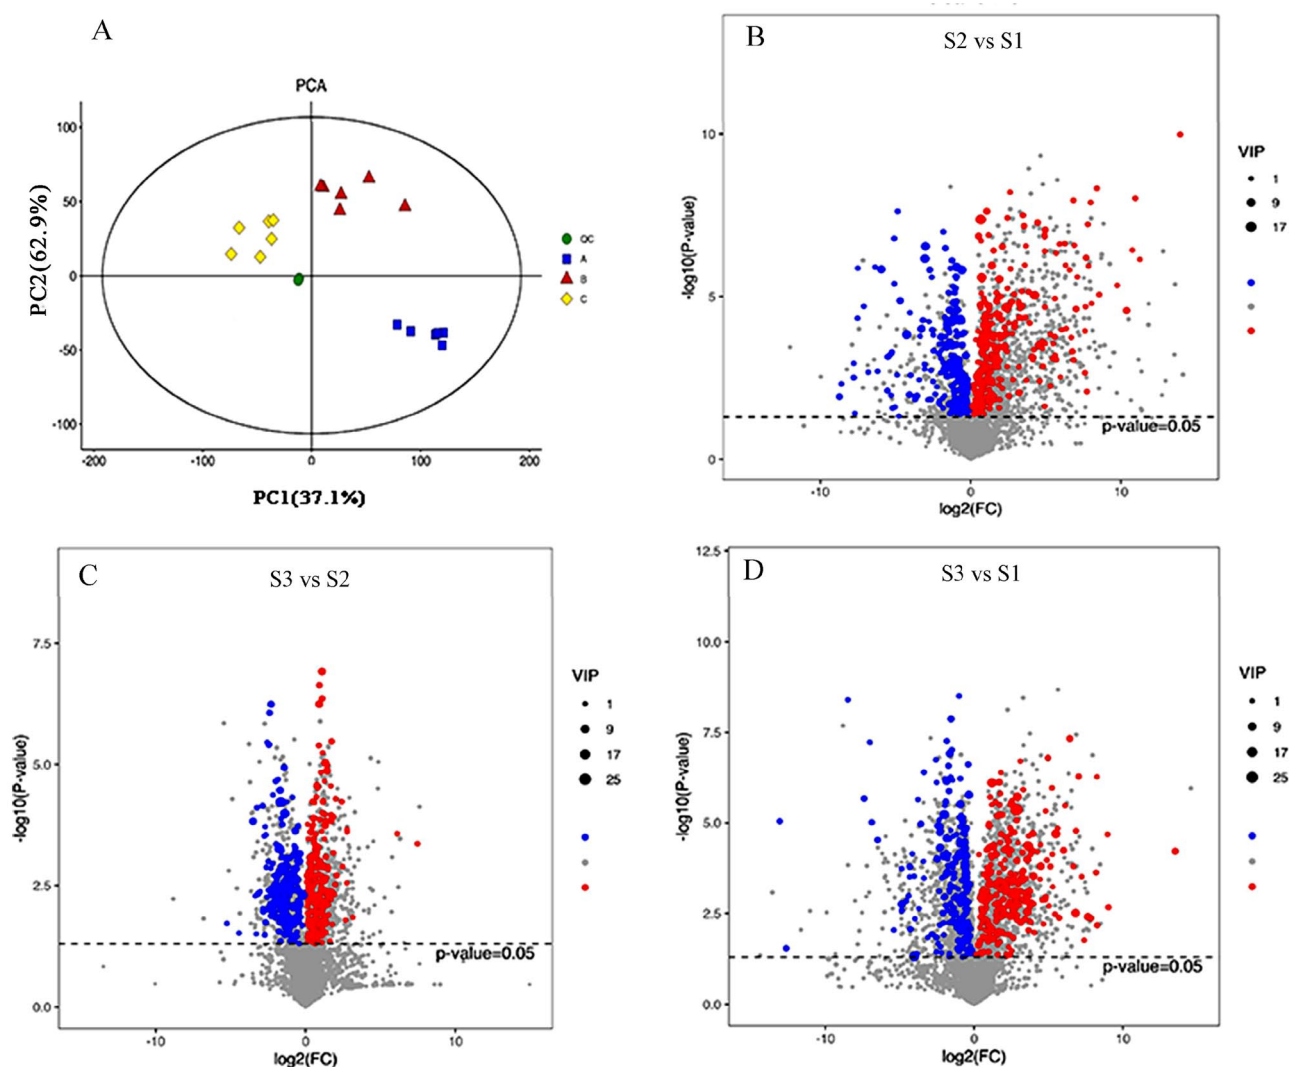 A
PCA
PC2(62.9%)
100
50
0
-50
-100
-200
-100
0
100
200
PC1(37.1%)
QC
A
B
C
B
S2 vs S1
-log10(P-value)
10
5
0
p-value=0.05
-10
0
10
log2(FC)
VIP
1
9
17
C
S3 vs S2
-log10(P-value)
7.5
5.0
2.5
0.0
p-value=0.05
-10
0
10
log2(FC)
VIP
1
9
17
25
D
S3 vs S1
-log10(P-value)
12.5
10.0
7.5
5.0
2.5
0.0
p-value=0.05
-10
0
10
log2(FC)
VIP
1
9
17
25